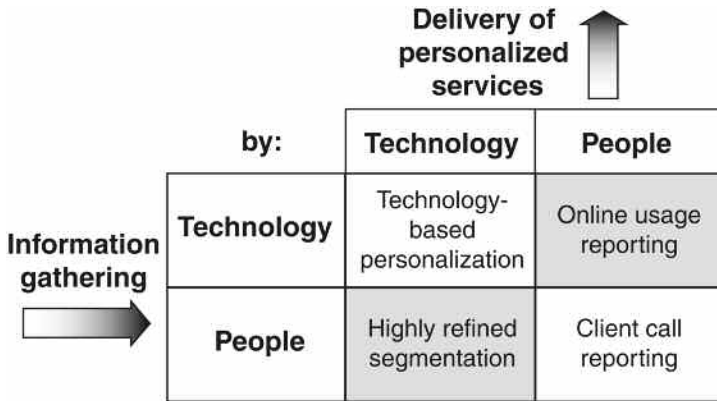 Delivery of
personalized
services
by:
Technology
People
Information
gathering
Technology
Technology-
based
personalization
Online usage
reporting
People
Highly refined
segmentation
Client call
reporting